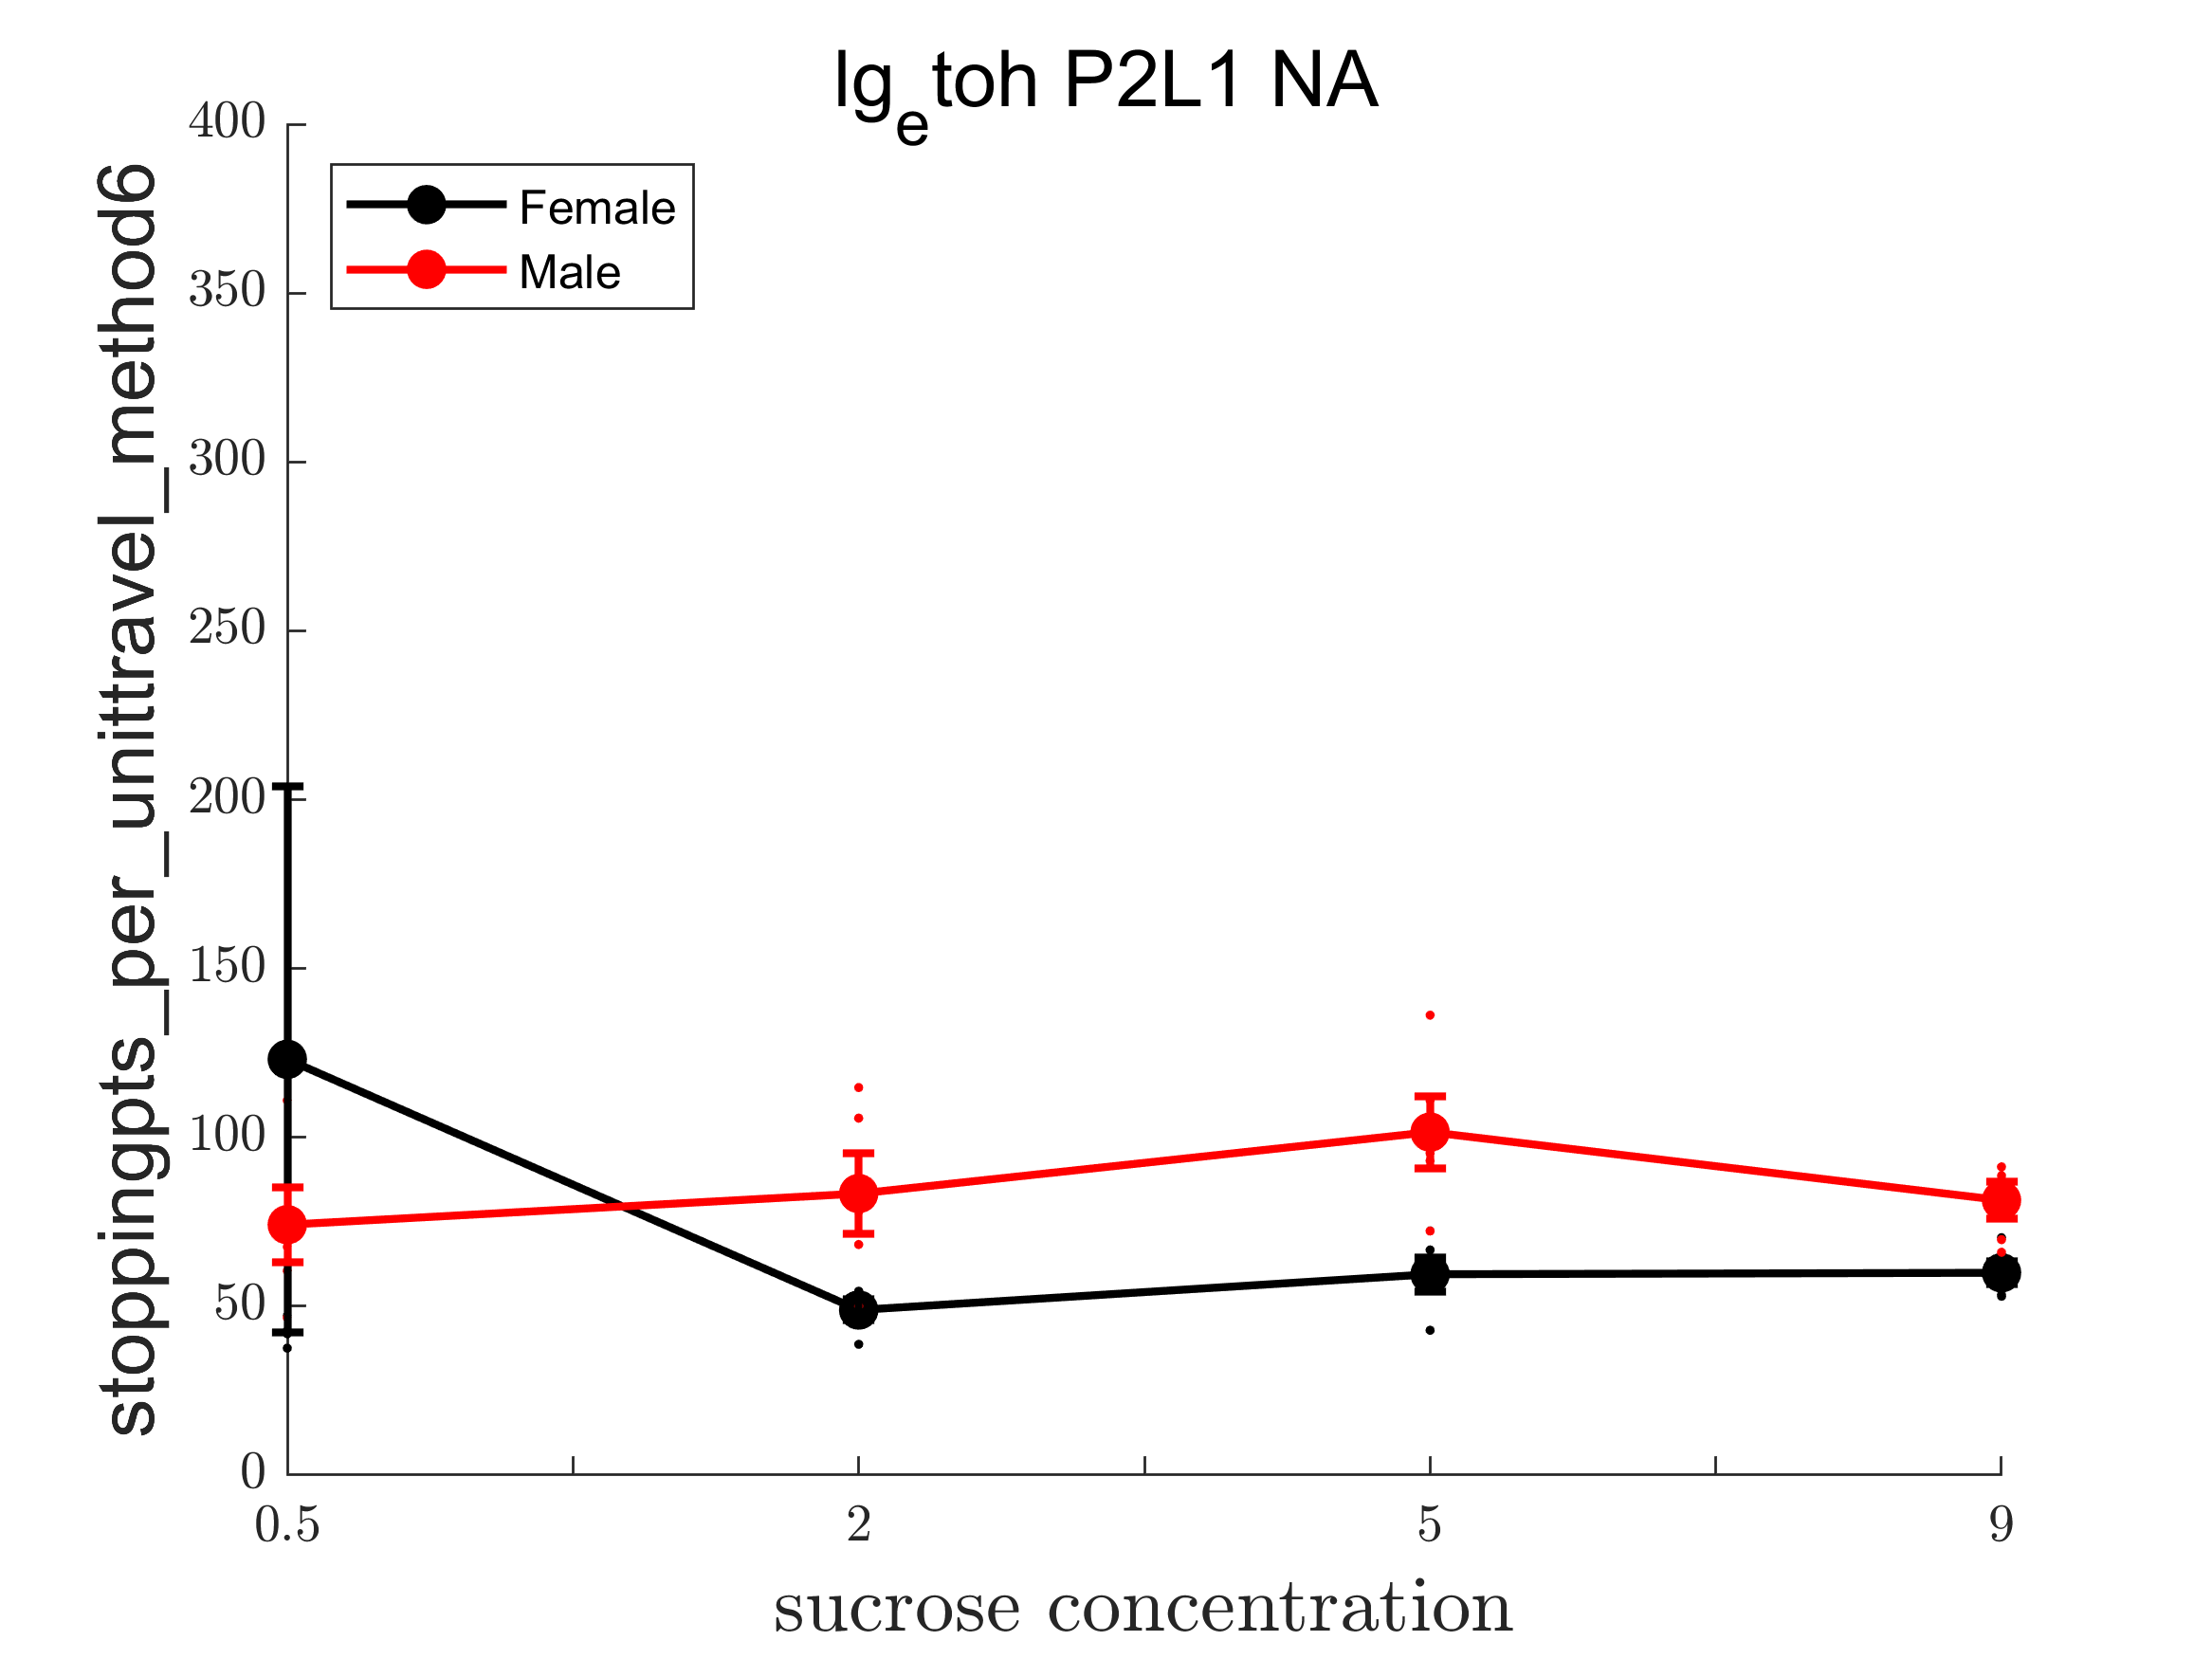 lg_etoh P2L1 NA
stoppingpts_per_unittravel_method6
400
350
300
250
200
150
100
50
0
Female
Male
0.5 2 5 9
sucrose concentration